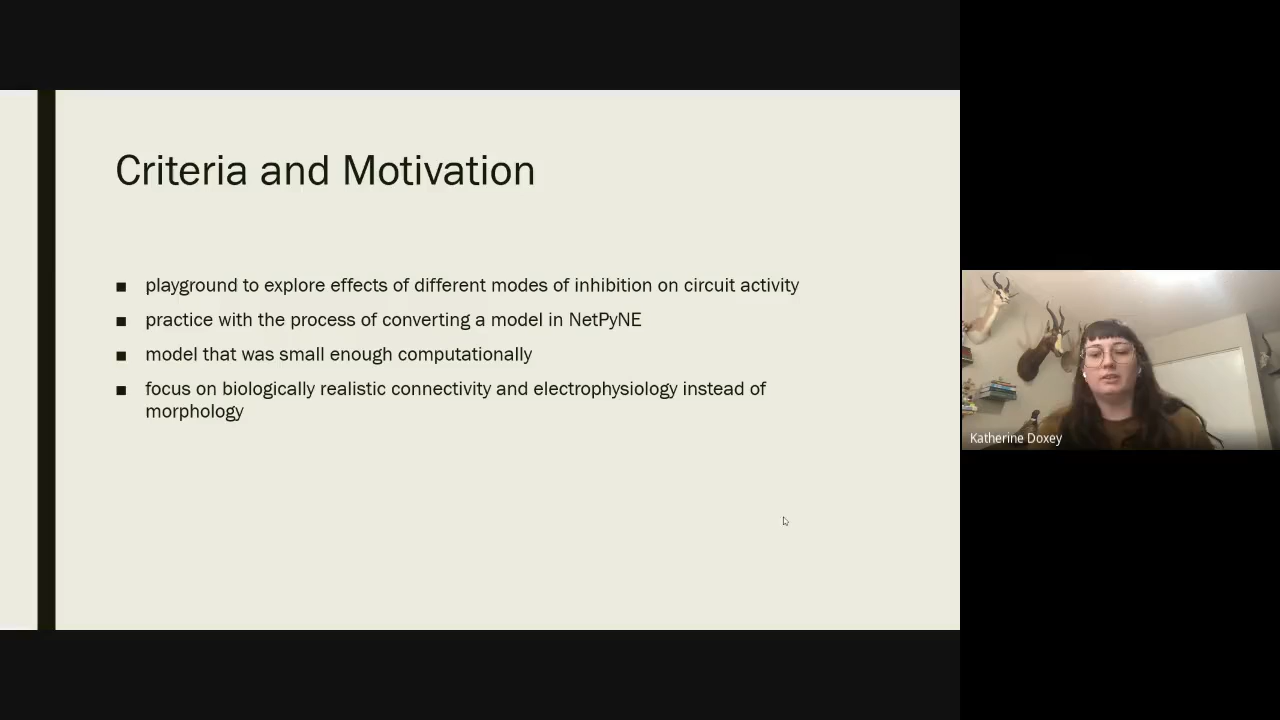 Criteria and Motivation
■ playground to explore effects of different modes of inhibition on circuit activity
■ practice with the process of converting a model in NetPyNE
■ model that was small enough computationally
■ focus on biologically realistic connectivity and electrophysiology instead of
morphology
Katherine Doxey